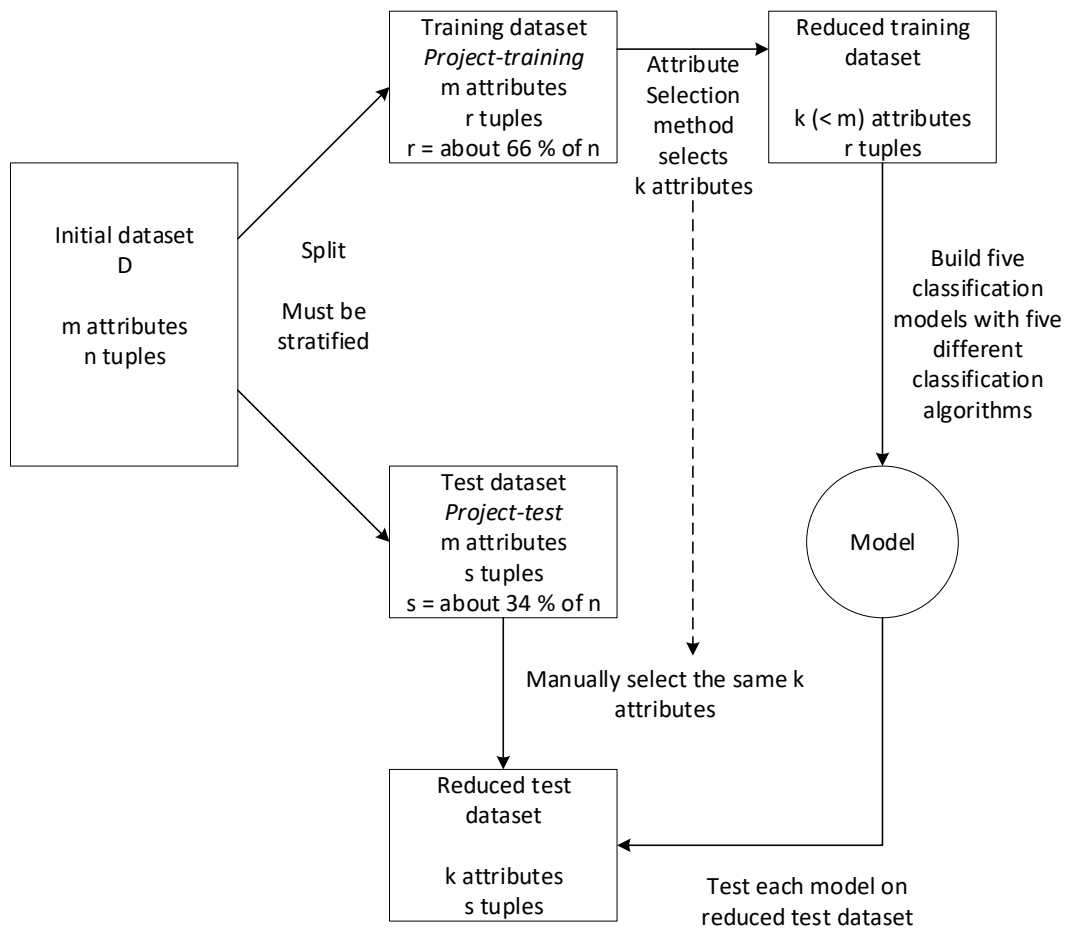 Initial dataset
D
m attributes
n tuples
Split
Must be
stratified
Training dataset
Project-training
m attributes
r tuples
r = about 66 % of n
Attribute
Selection
method
selects
k attributes
Reduced training
dataset
k (< m) attributes
r tuples
Build five
classification
models with five
different
classification
algorithms
Model
Test dataset
Project-test
m attributes
s tuples
s = about 34 % of n
Manually select the same k
attributes
Reduced test
dataset
k attributes
s tuples
Test each model on
reduced test dataset